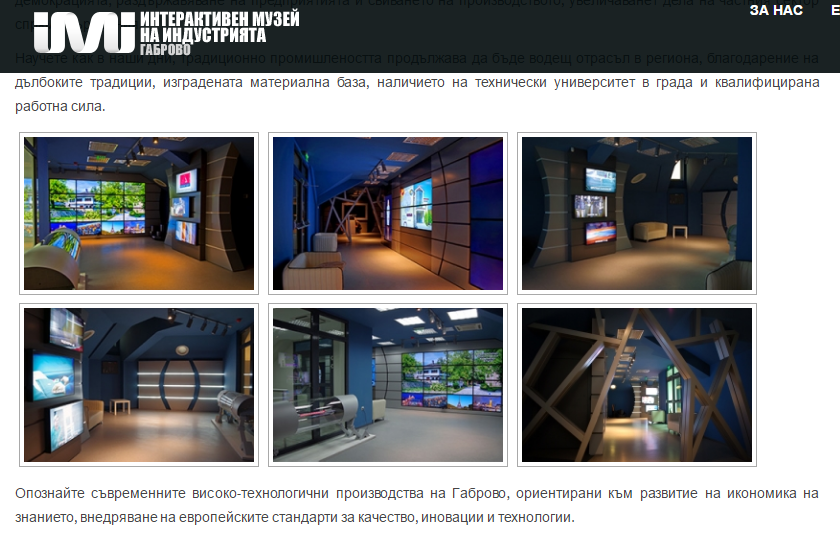 ЗА НАС
iMi ИНТЕРАКТИВЕН МУЗЕЙ
НА ИНДУСТРИЯТА
ГАБРОВО
Научете как в наши дни, традиционно промишлеността продължава да бъде водещ отрасъл в региона, благодарение на
дълбоките традиции, изградената материална база, наличието на технически университет в града и квалифицирана
работна сила.
Опознайте съвременните високо-технологични производства на Габрово, ориентирани към развитие на икономика на
знанието, внедряване на европейските стандарти за качество, иновации и технологии.